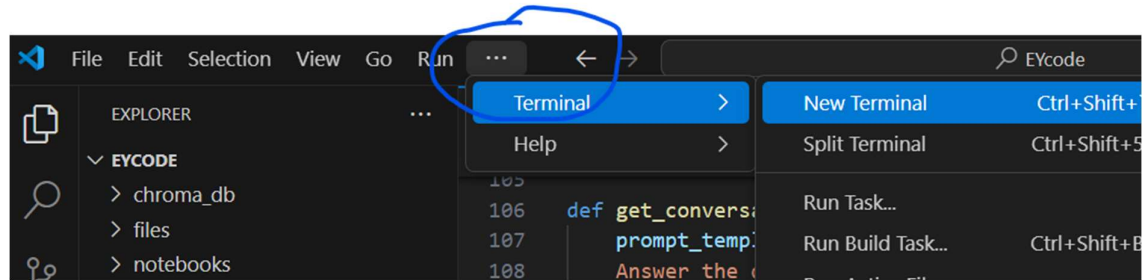 File Edit Selection View Go Run ... EYcode
EXPLORER ...
Terminal New Terminal Ctrl+Shift+
Help Split Terminal Ctrl+Shift+5
EYCODE
chroma_db
files
notebooks
Run Task...
Run Build Task... Ctrl+Shift+B
105
106 def get_conversa
107 prompt_templ
108 Answer the